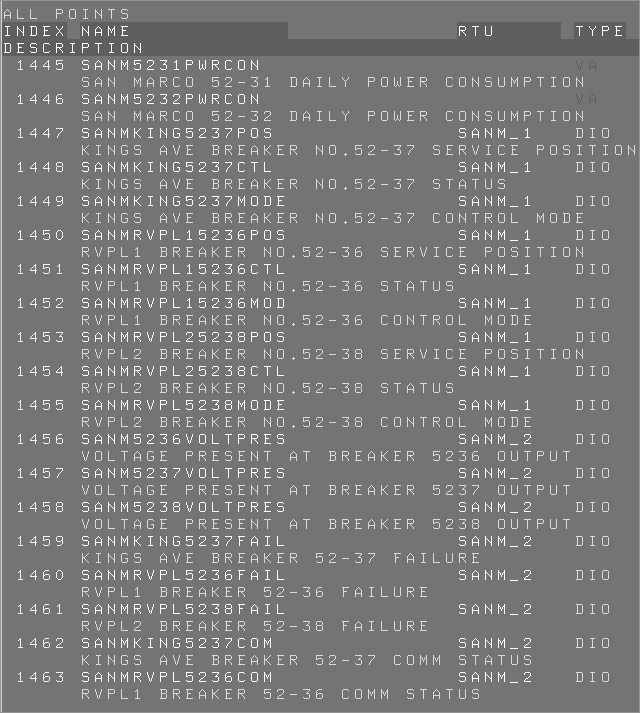 ALL POINTS
INDEX NAME RTU TYPE
DESCRIPTION
1445 SANM5231PWRCON VA
SAN MARCO 52-31 DAILY POWER CONSUMPTION
1446 SANM5232PWRCON VA
SAN MARCO 52-32 DAILY POWER CONSUMPTION
1447 SANMKING5237POS SANM_1 DIO
KINGS AVE BREAKER NO.52-37 SERVICE POSITION
1448 SANMKING5237CTL SANM_1 DIO
KINGS AVE BREAKER NO.52-37 STATUS
1449 SANMKING5237MODE SANM_1 DIO
KINGS AVE BREAKER NO.52-37 CONTROL MODE
1450 SANMRVPL15236POS SANM_1 DIO
RVPL1 BREAKER NO.52-36 SERVICE POSITION
1451 SANMRVPL15236CTL SANM_1 DIO
RVPL1 BREAKER NO.52-36 STATUS
1452 SANMRVPL15236MOD SANM_1 DIO
RVPL1 BREAKER NO.52-36 CONTROL MODE
1453 SANMRVPL25238POS SANM_1 DIO
RVPL2 BREAKER NO.52-38 SERVICE POSITION
1454 SANMRVPL25238CTL SANM_1 DIO
RVPL2 BREAKER NO.52-38 STATUS
1455 SANMRVPL5238MODE SANM_1 DIO
RVPL2 BREAKER NO.52-38 CONTROL MODE
1456 SANM5236VOLTPRES SANM_2 DIO
VOLTAGE PRESENT AT BREAKER 5236 OUTPUT
1457 SANM5237VOLTPRES SANM_2 DIO
VOLTAGE PRESENT AT BREAKER 5237 OUTPUT
1458 SANM5238VOLTPRES SANM_2 DIO
VOLTAGE PRESENT AT BREAKER 5238 OUTPUT
1459 SANMKING5237FAIL SANM_2 DIO
KINGS AVE BREAKER 52-37 FAILURE
1460 SANMRVPL5236FAIL SANM_2 DIO
RVPL1 BREAKER 52-36 FAILURE
1461 SANMRVPL5238FAIL SANM_2 DIO
RVPL2 BREAKER 52-38 FAILURE
1462 SANMKING5237COM SANM_2 DIO
KINGS AVE BREAKER 52-37 COMM STATUS
1463 SANMRVPL5236COM SANM_2 DIO
RVPL1 BREAKER 52-36 COMM STATUS